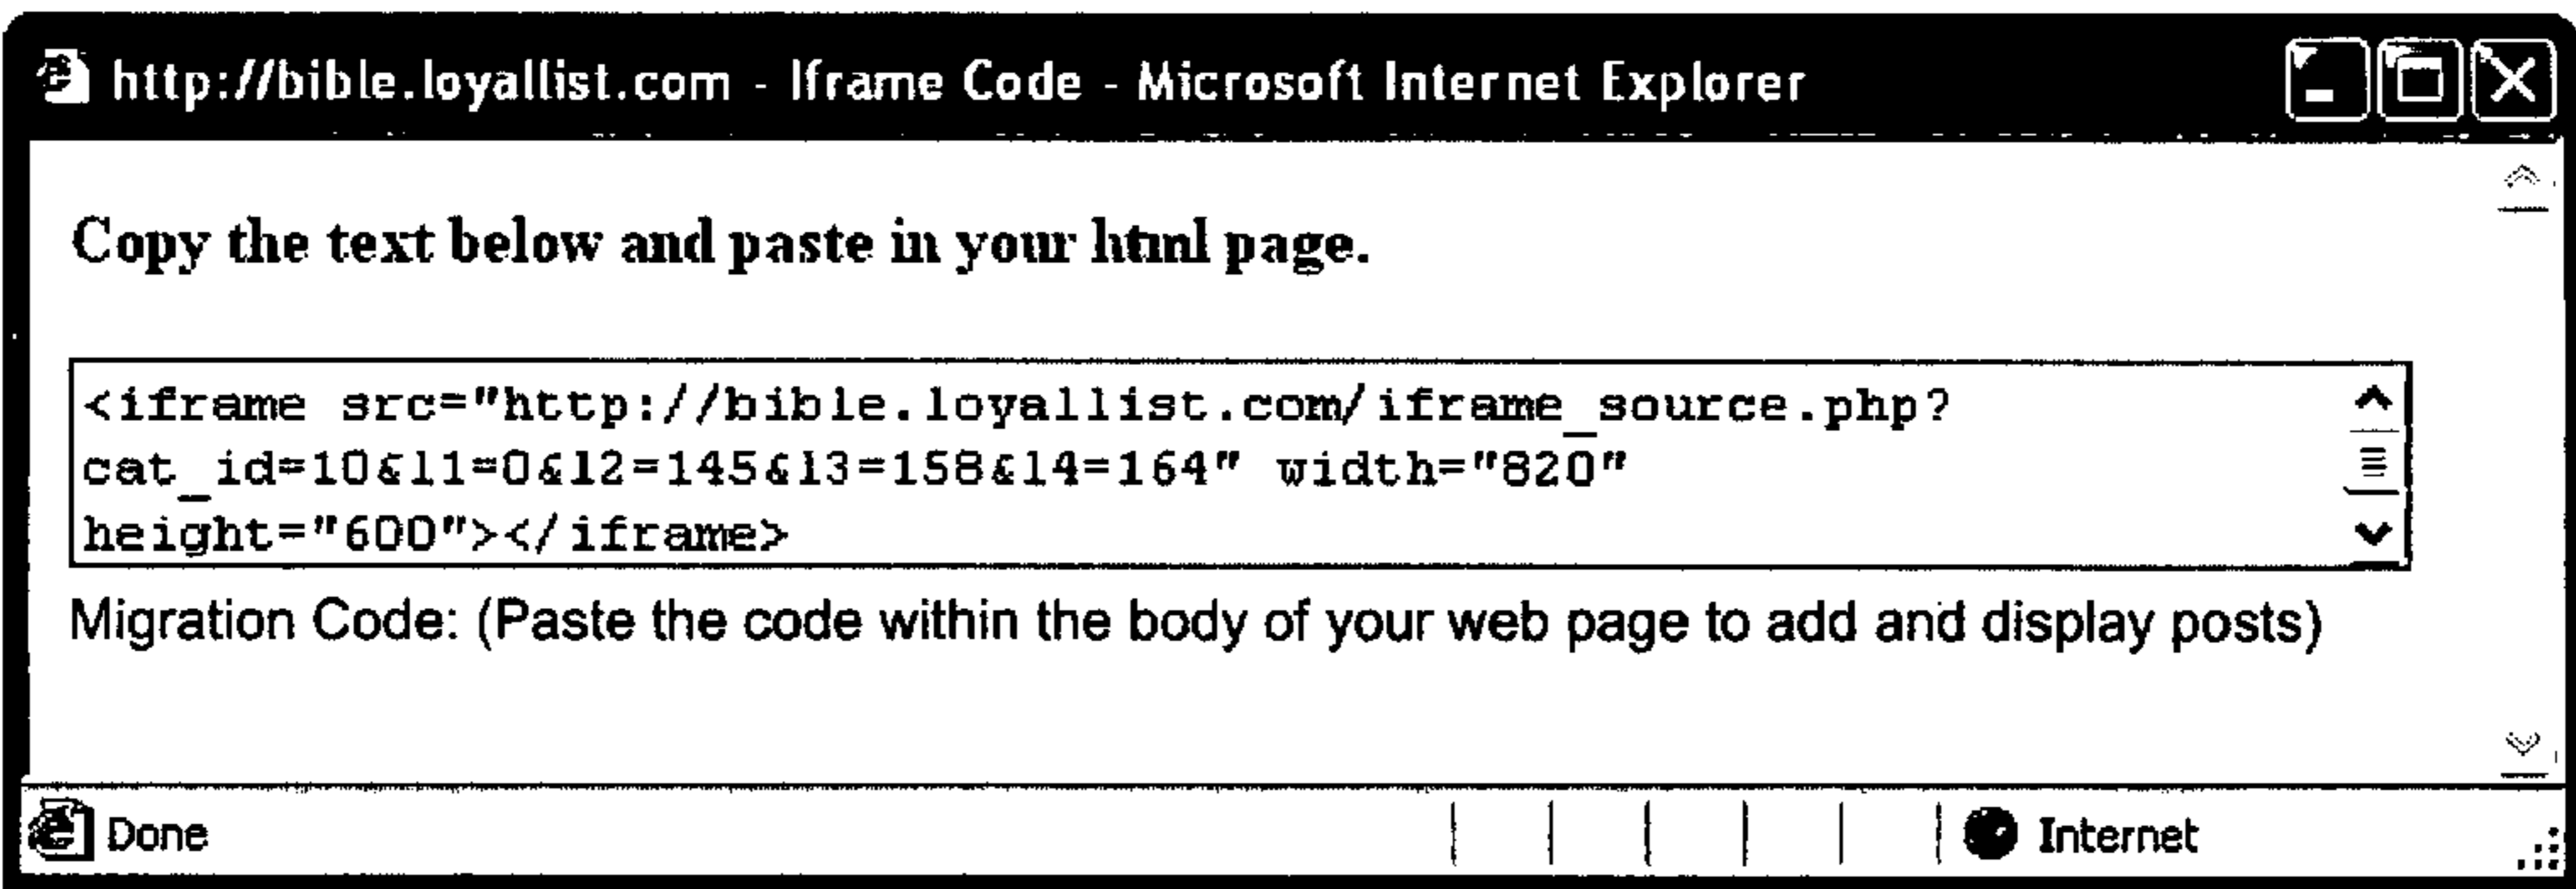 http://bible.loyallist.com - Iframe Code - Microsoft Internet Explorer
Copy the text below and paste in your html page.
<iframe src="http://bible.loyallist.com/iframe_source.php?
cat_id=10&l1=0&l2=145&l3=158&l4=164" width="820"
height="600"></iframe>
Migration Code: (Paste the code within the body of your web page to add and display posts)
Done
Internet